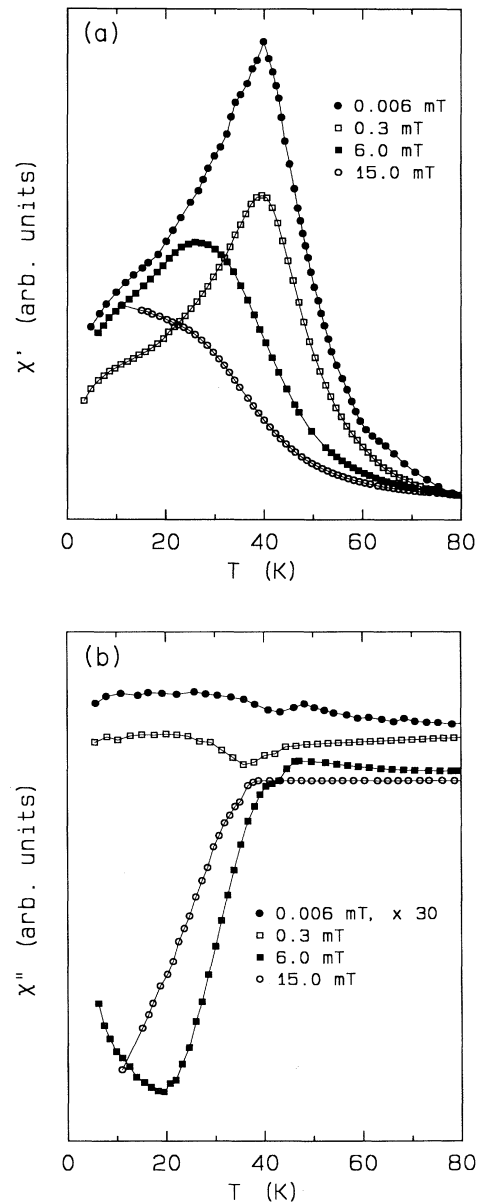 (a)
0.006 mT
0.3 mT
6.0 mT
15.0 mT
χ' (arb. units)
0 20 40 60 80
T (K)
(b)
0.006 mT, x 30
0.3 mT
6.0 mT
15.0 mT
χ" (arb. units)
0 20 40 60 80
T (K)